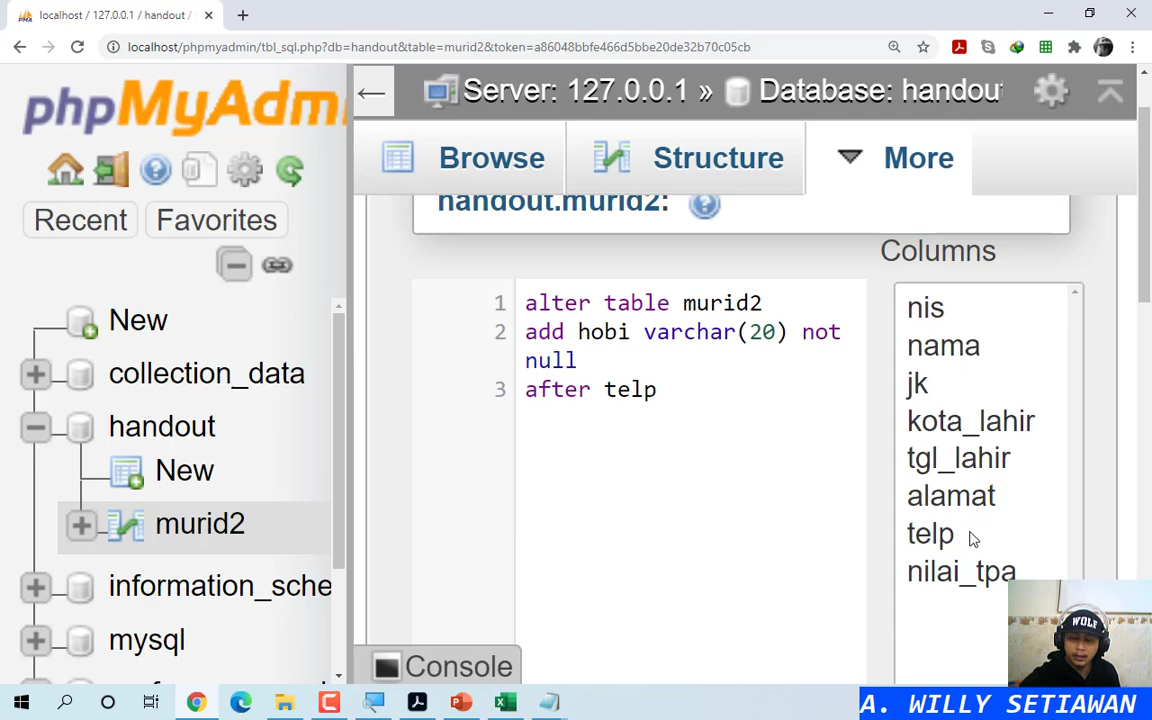 localhost / 127.0.0.1 / handout /
localhost/phpmyadmin/tbl_sql.php?db=handout&table=murid2&token=a86048bbfe466d5bbe20de32b70c05cb
phpMyAdm
Server: 127.0.0.1 » Database: handout
Browse
Structure
More
Recent
Favorites
handout.murid2:
Columns
New
collection_data
handout
New
murid2
information_sche
mysql
1 alter table murid2
2 add hobi varchar(20) not
null
3 after telp
nis
nama
jk
kota_lahir
tgl_lahir
alamat
telp
nilai_tpa
Console
WOLF
A. WILLY SETIAWAN